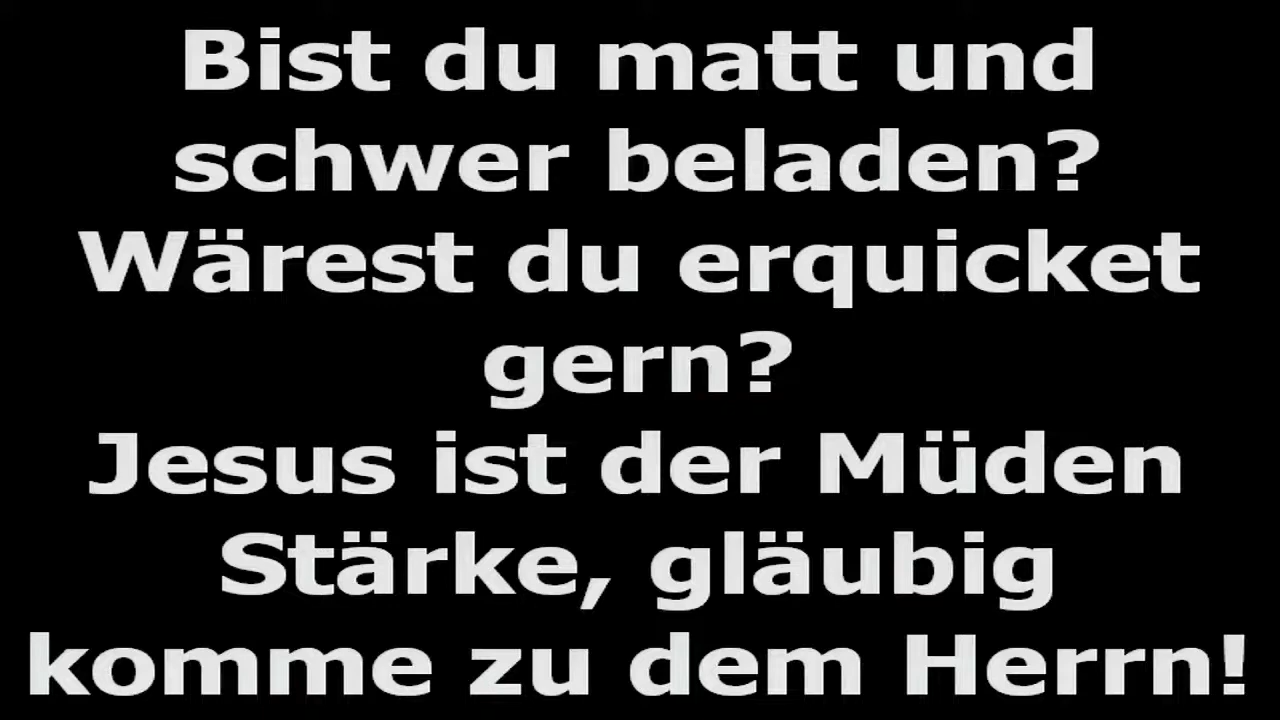 Bist du matt und
schwer beladen?
Wärest du erquicket
gern?
Jesus ist der Müden
Stärke, gläubig
komme zu dem Herrn!